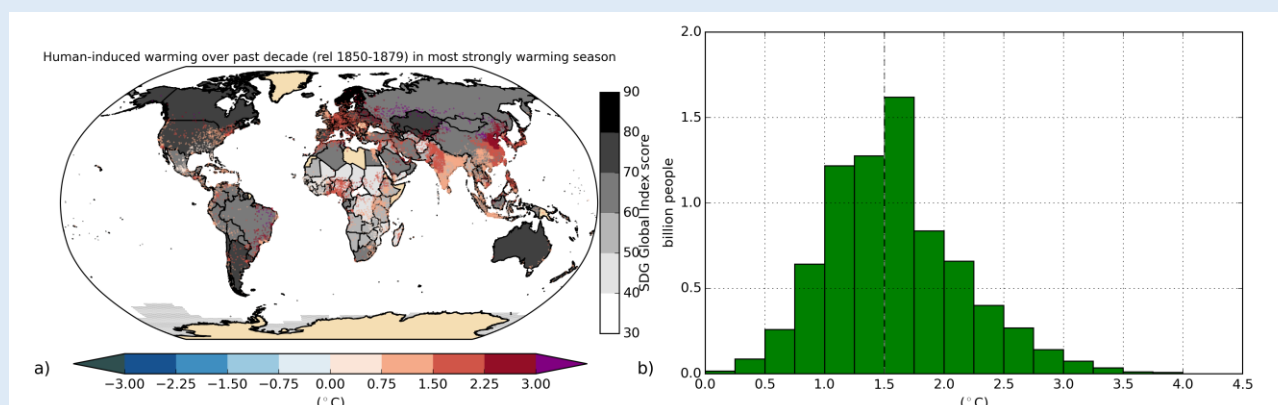 Human-induced warming over past decade (rel 1850-1879) in most strongly warming season
90
80
70
60
50
40
30
SDG Global Index score
a)
−3.00 −2.25 −1.50 −0.75 0.00 0.75 1.50 2.25 3.00
(°C)
2.0
1.5
1.0
0.5
0.0
billion people
b)
0.0 0.5 1.0 1.5 2.0 2.5 3.0 3.5 4.0 4.5
(°C)